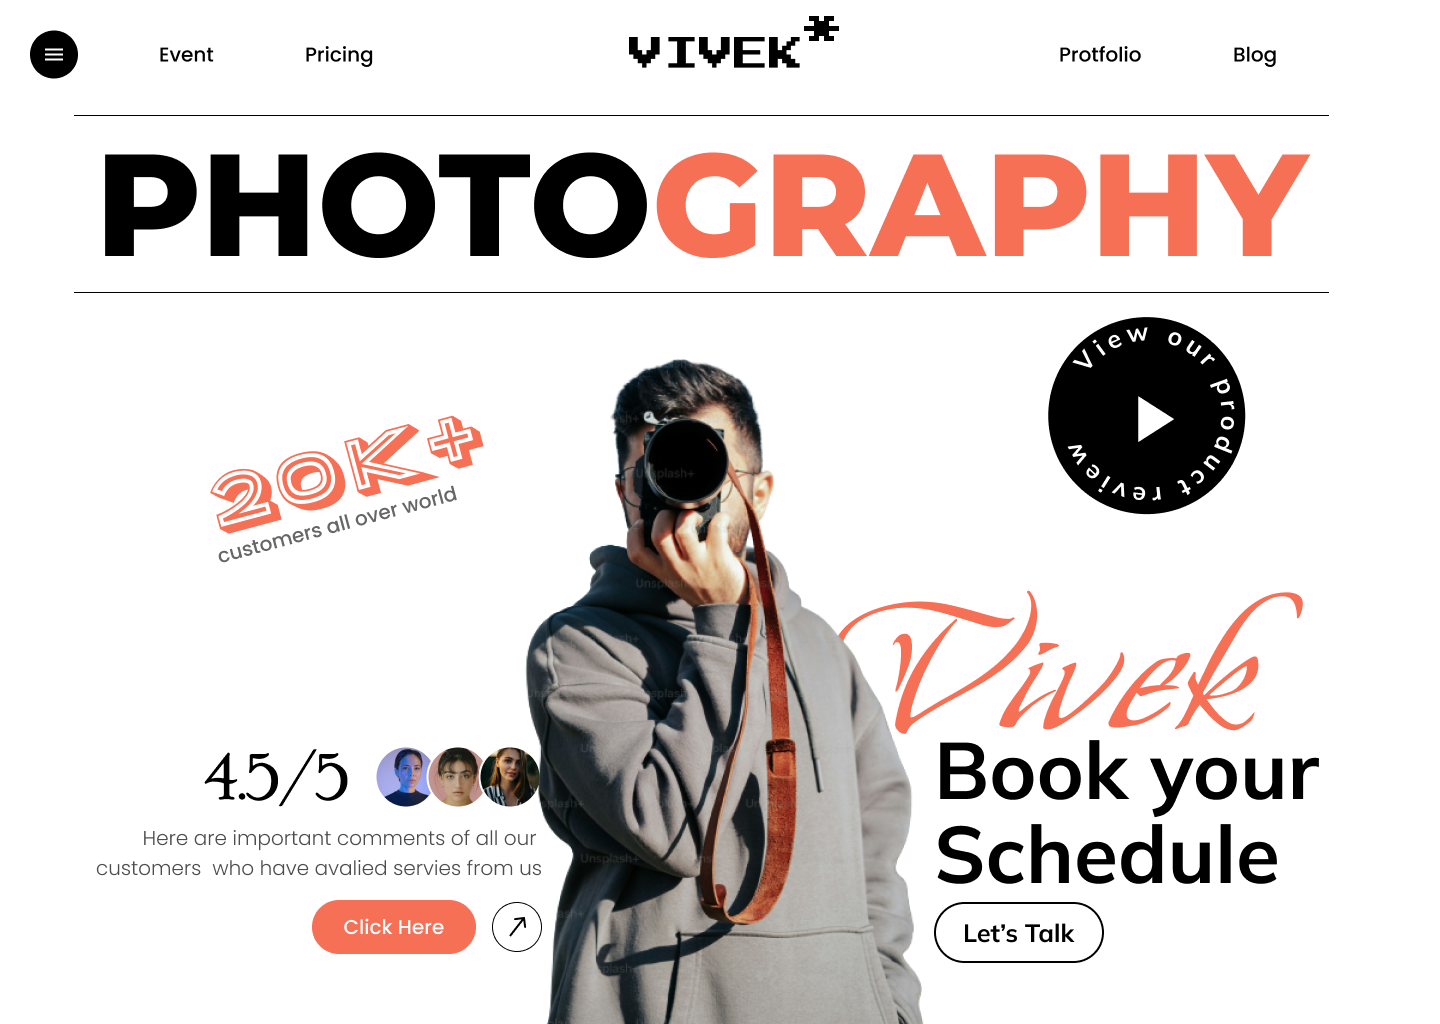 Event
Pricing
VIVEK*
Protfolio
Blog
PHOTOGRAPHY
View our product review
20K+
customers all over world
Unsplash+
Unsplash+
Vivek
Book your
Schedule
Let’s Talk
4.5/5
Here are important comments of all our
customers  who have avalied servies from us
Click Here